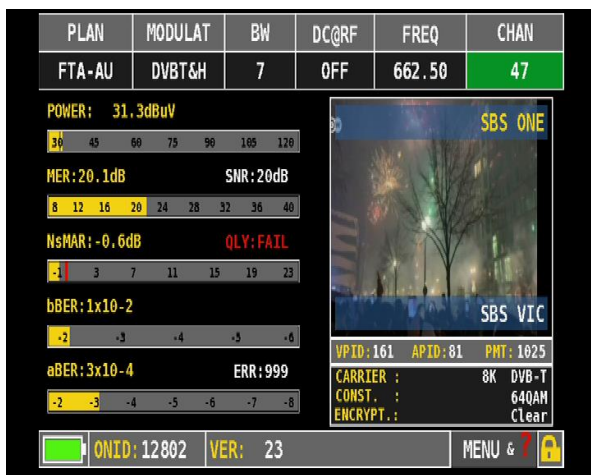 PLAN MODULAT BW DC@RF FREQ CHAN
FTA-AU DVBT&H 7 OFF 662.50 47
POWER: 31.3dBuV
30 45 60 75 90 105 120
MER:20.1dB SNR:20dB
8 12 16 20 24 28 32 36 40
NsMAR:-0.6dB QLY:FAIL
-1 3 7 11 15 19 23
bBER:1x10-2
-2 -3 -4 -5 -6
aBER:3x10-4 ERR:999
-2 -3 -4 -5 -6 -7 -8
SBS ONE
SBS VIC
VPID:161 APID:81 PMT:1025
CARRIER : 8K DVB-T
CONST. : 64QAM
ENCRYPT.: Clear
ONID:12802 VER: 23 MENU & ?